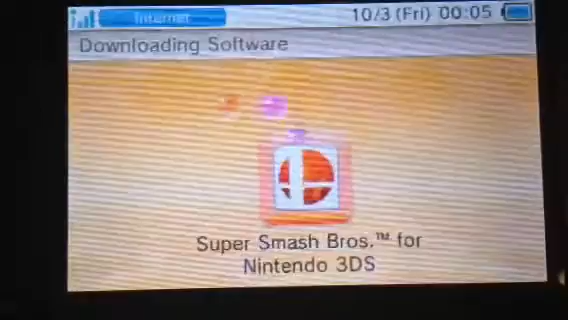 Internet 10/3 (Fri) 00:05
Downloading Software
Super Smash Bros.™ for
Nintendo 3DS